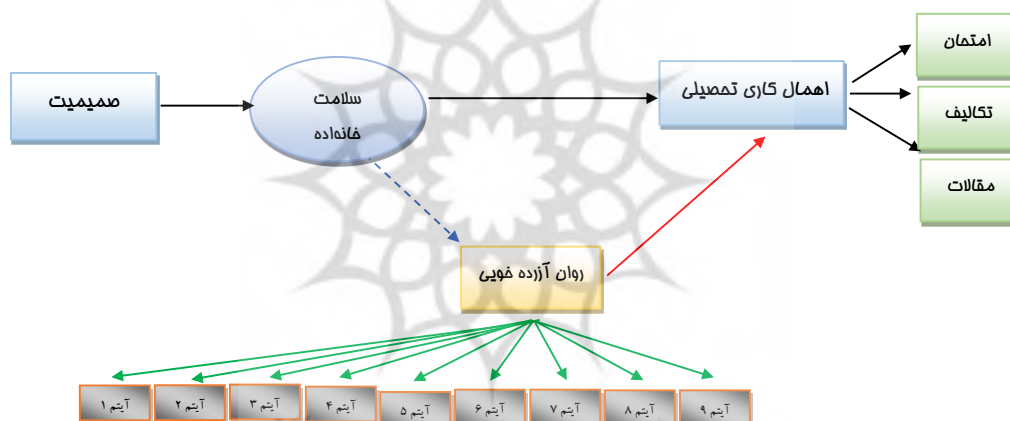 امتحان
صمیمیت
سلامت
خانواده
اهمال کاری تحصیلی
تکالیف
مقالات
روان آزرده خویی
آیتم ۹
آیتم ۸
آیتم ۷
آیتم ۶
آیتم ۵
آیتم ۴
آیتم ۳
آیتم ۲
آیتم ۱